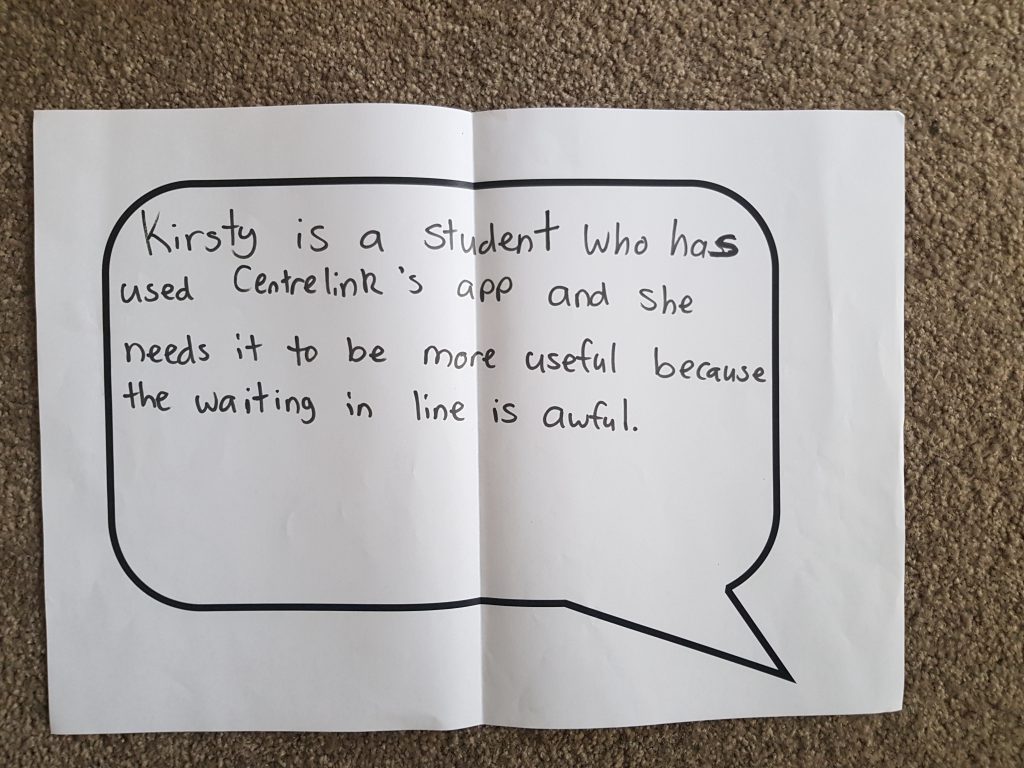 Kirsty is a student who has
used Centrelink's app and she
needs it to be more useful because
the waiting in line is awful.